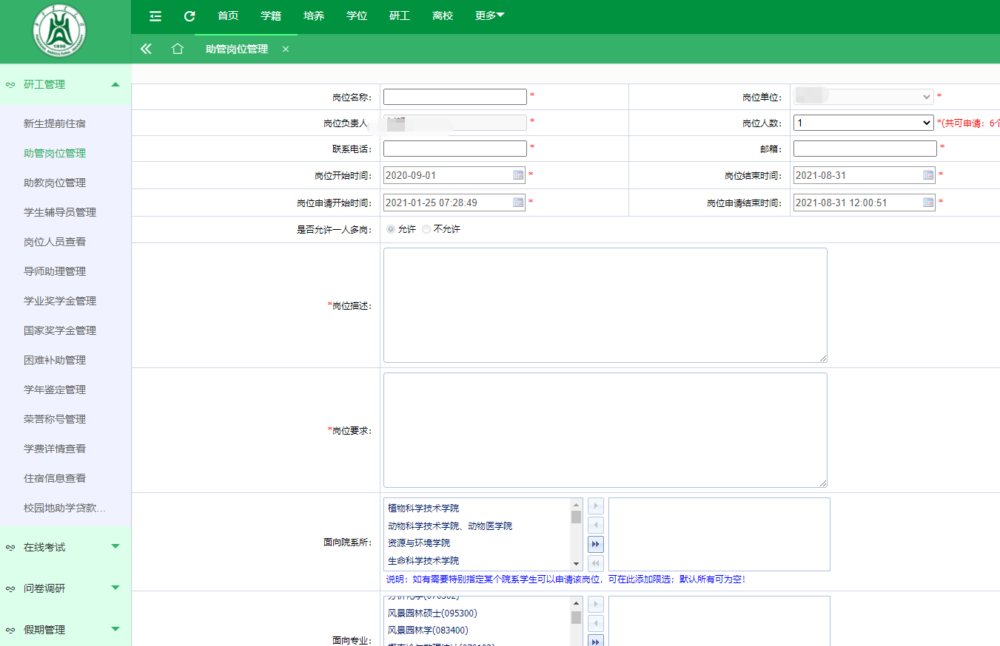 首页 学籍 培养 学位 研工 离校 更多
助管岗位管理 ×
1898
研工管理
新生提前住宿
助管岗位管理
助教岗位管理
学生辅导员管理
岗位人员查看
导师助理管理
学业奖学金管理
国家奖学金管理
困难补助管理
学年鉴定管理
荣誉称号管理
学费详情查看
住宿信息查看
校园地助学贷款...
在线考试
问卷调研
假期管理
岗位名称： * 岗位单位： *
岗位负责人 * 岗位人数： 1 *(共可申请：6个
联系电话： * 邮箱： *
岗位开始时间： 2020-09-01 * 岗位结束时间： 2021-08-31 *
岗位申请开始时间： 2021-01-25 07:28:49 * 岗位申请结束时间： 2021-08-31 12:00:51 *
是否允许一人多岗： 允许 不允许
*岗位描述：
*岗位要求：
面向院系所：
植物科学技术学院
动物科学技术学院、动物医学院
资源与环境学院
生命科学技术学院
说明：如有需要特别指定某个院系学生可以申请该岗位，可在此添加限选；默认所有可为空！
面向专业：
风景园林硕士(095300)
风景园林学(083400)